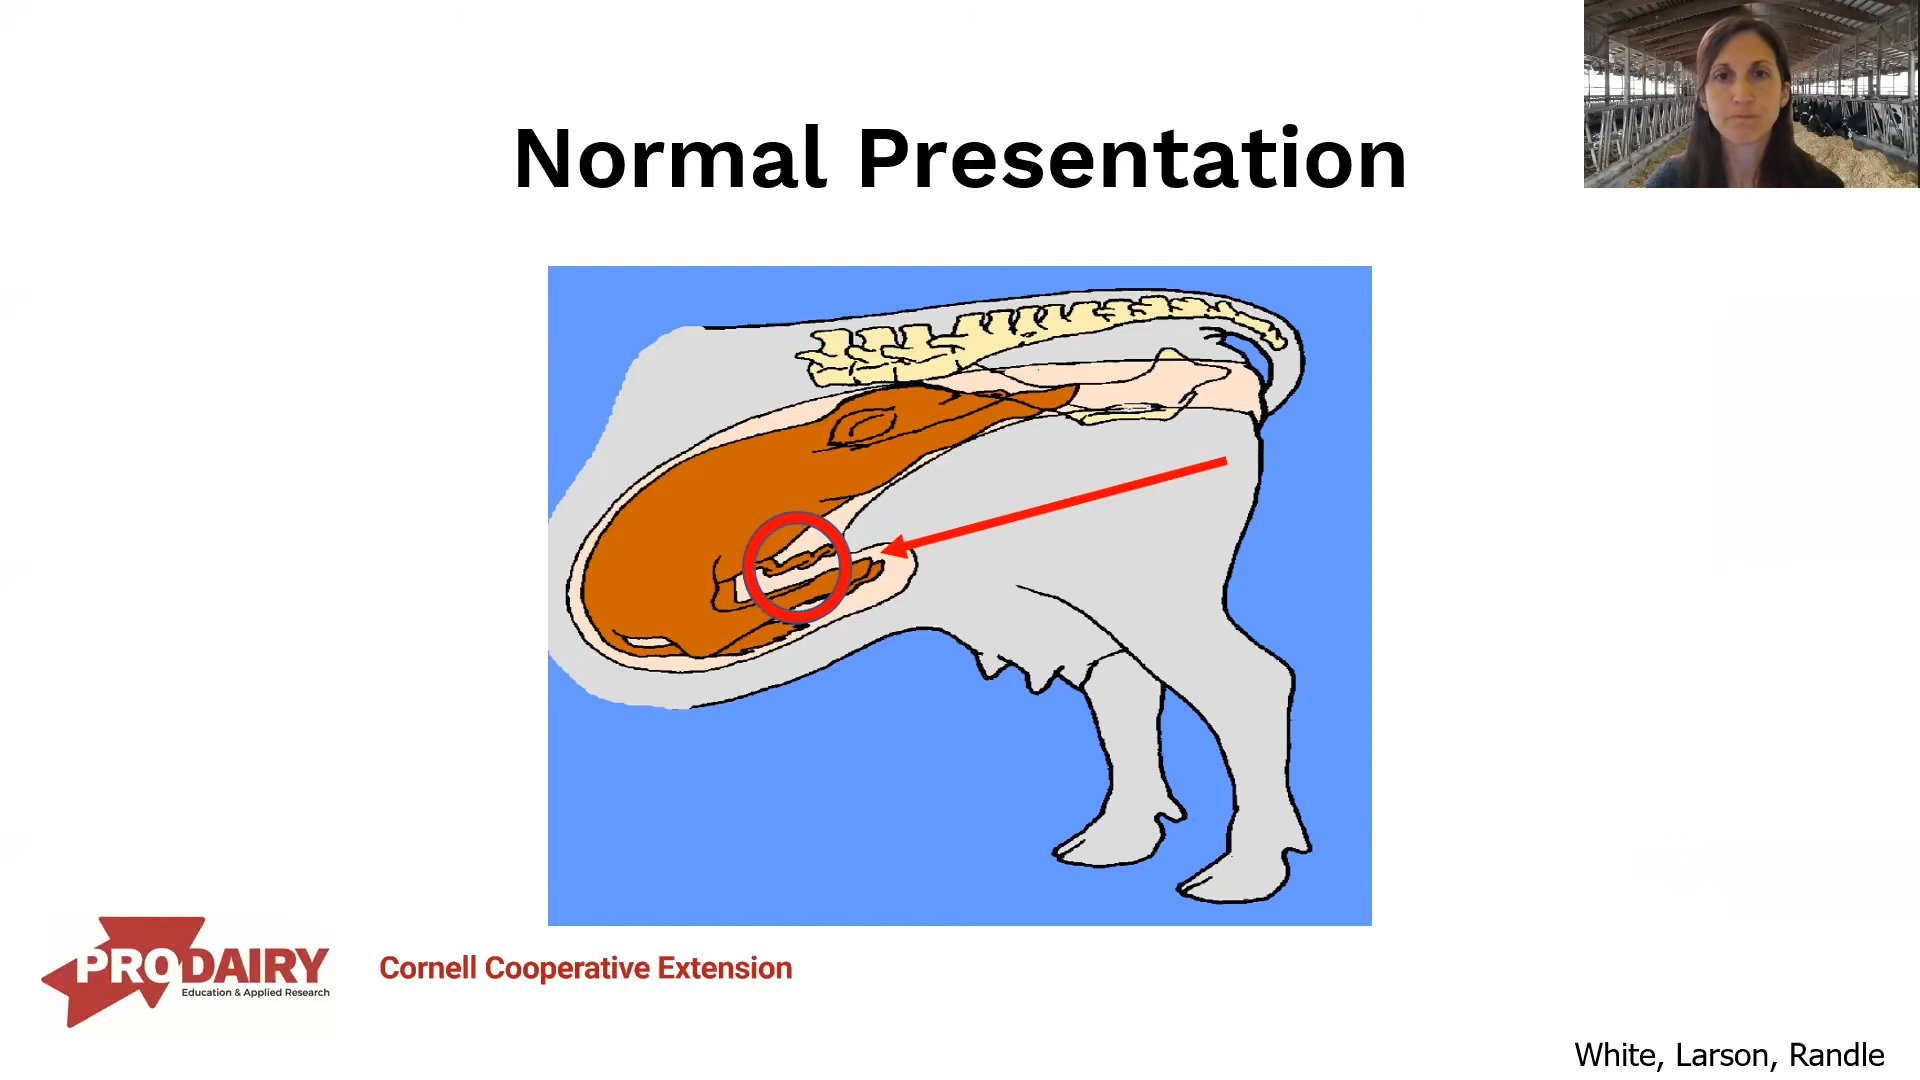 Normal Presentation
PRODAIRY
Education & Applied Research
Cornell Cooperative Extension
White, Larson, Randle